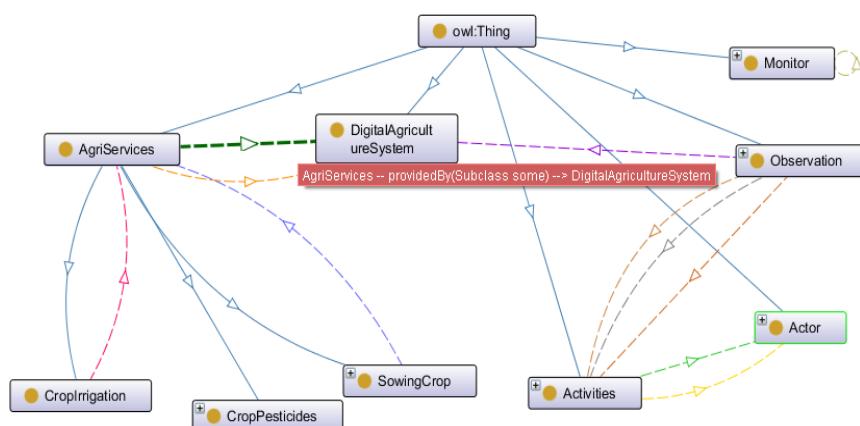 owl:Thing
Monitor
DigitalAgricult
ureSystem
AgriServices
Observation
AgriServices -- providedBy(Subclass some) --> DigitalAgricultureSystem
Actor
SowingCrop
CropIrrigation
Activities
CropPesticides